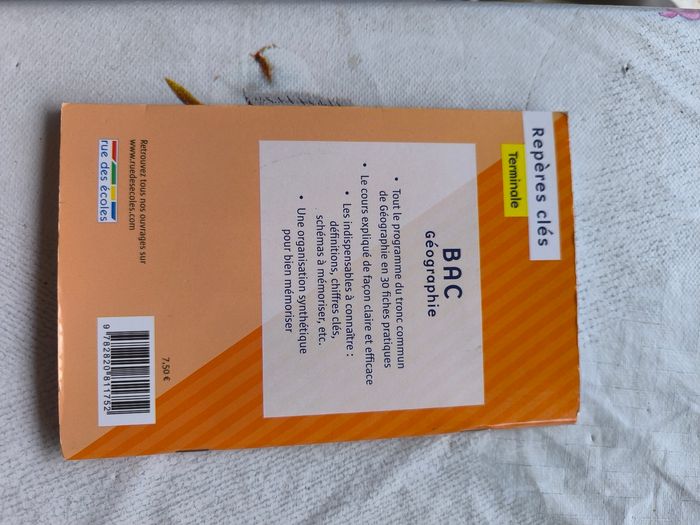 Repères clés
Terminale
BAC
Géographie
• Tout le programme du tronc commun
de Géographie en 30 fiches pratiques
• Le cours expliqué de façon claire et efficace
• Les indispensables à connaître :
définitions, chiffres clés,
schémas à mémoriser, etc.
• Une organisation synthétique
pour bien mémoriser
7,50 €
9 782820 811752
Retrouvez tous nos ouvrages sur
www.ruedesecoles.com
rue des écoles